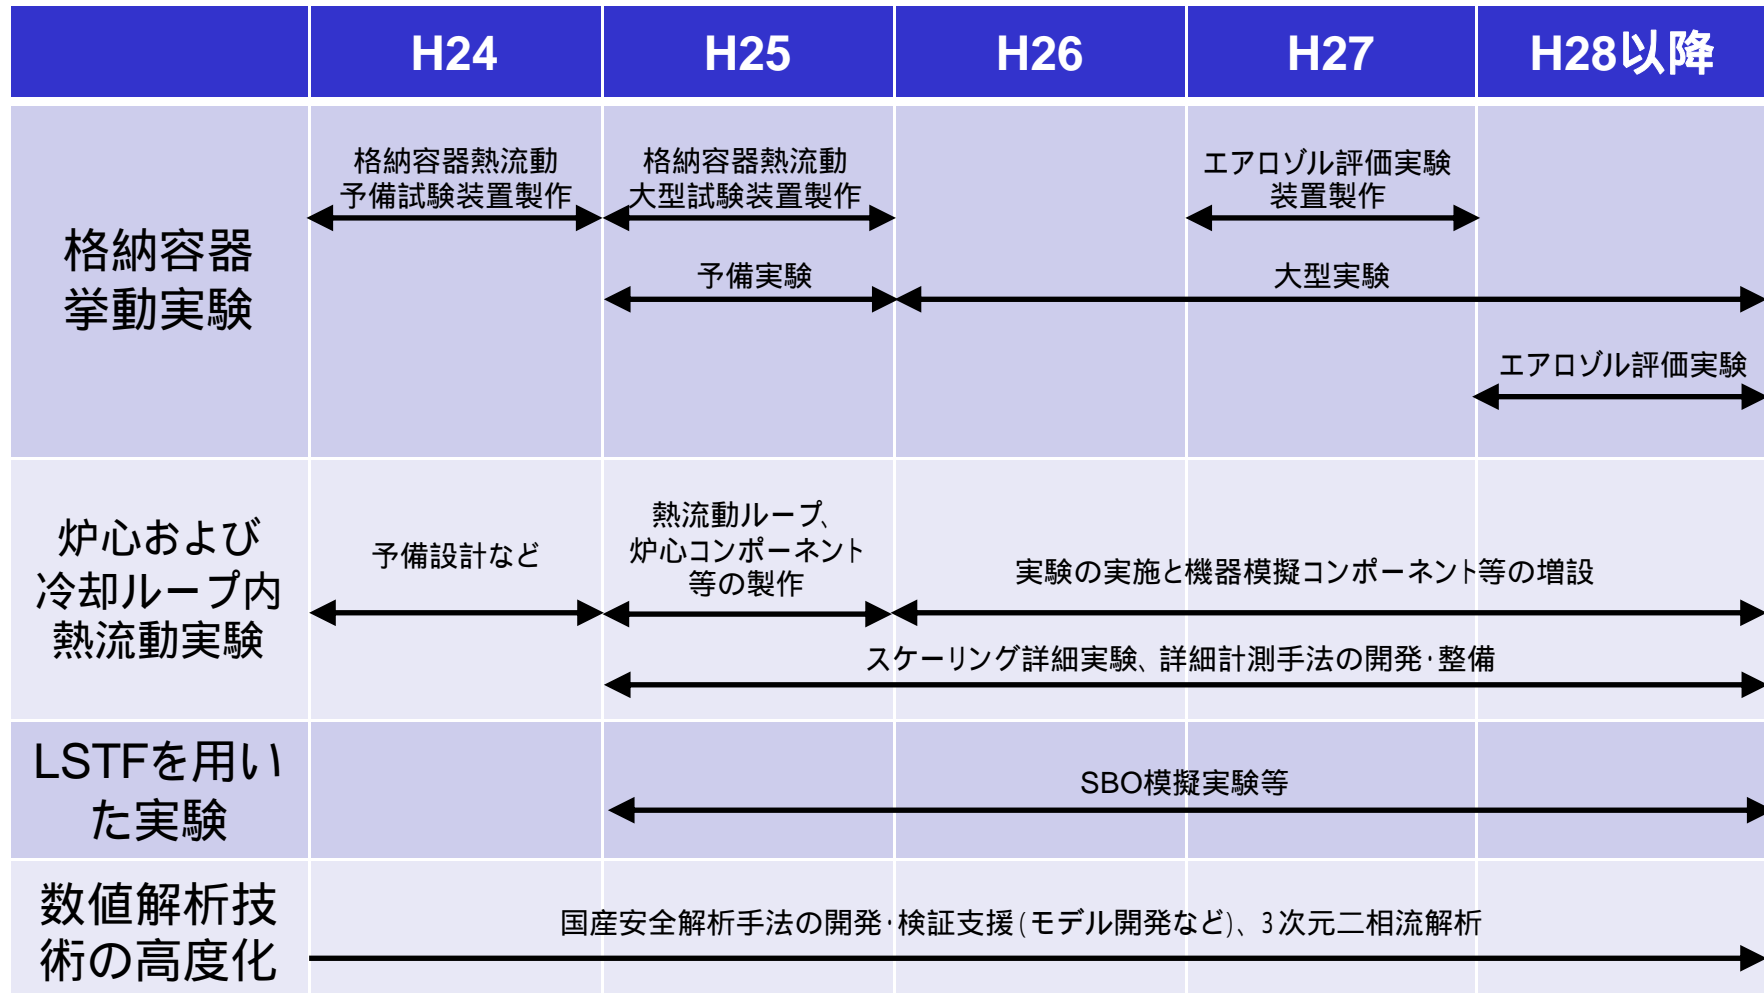 H24
H25
H26
H27
H28以降
格納容器
挙動実験
格納容器熱流動
予備試験装置製作
格納容器熱流動
大型試験装置製作
エアロゾル評価実験
装置製作
予備実験
大型実験
エアロゾル評価実験
炉心および
冷却ループ内
熱流動実験
予備設計など
熱流動ループ、
炉心コンポーネント
等の製作
実験の実施と機器模擬コンポーネント等の増設
スケーリング詳細実験、詳細計測手法の開発・整備
LSTFを用い
た実験
SBO模擬実験等
数値解析技
術の高度化
国産安全解析手法の開発・検証支援(モデル開発など)、3次元二相流解析